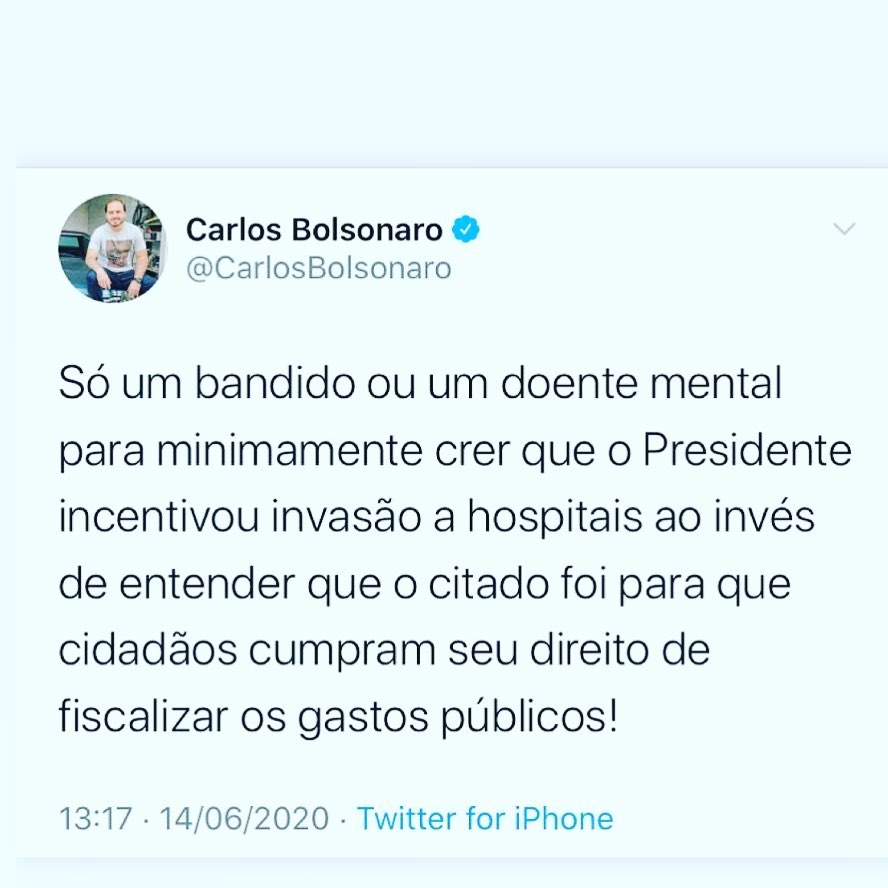 Carlos Bolsonaro
@CarlosBolsonaro
Só um bandido ou um doente mental
para minimamente crer que o Presidente
incentivou invasão a hospitais ao invés
de entender que o citado foi para que
cidadãos cumpram seu direito de
fiscalizar os gastos públicos!
13:17 · 14/06/2020 · Twitter for iPhone